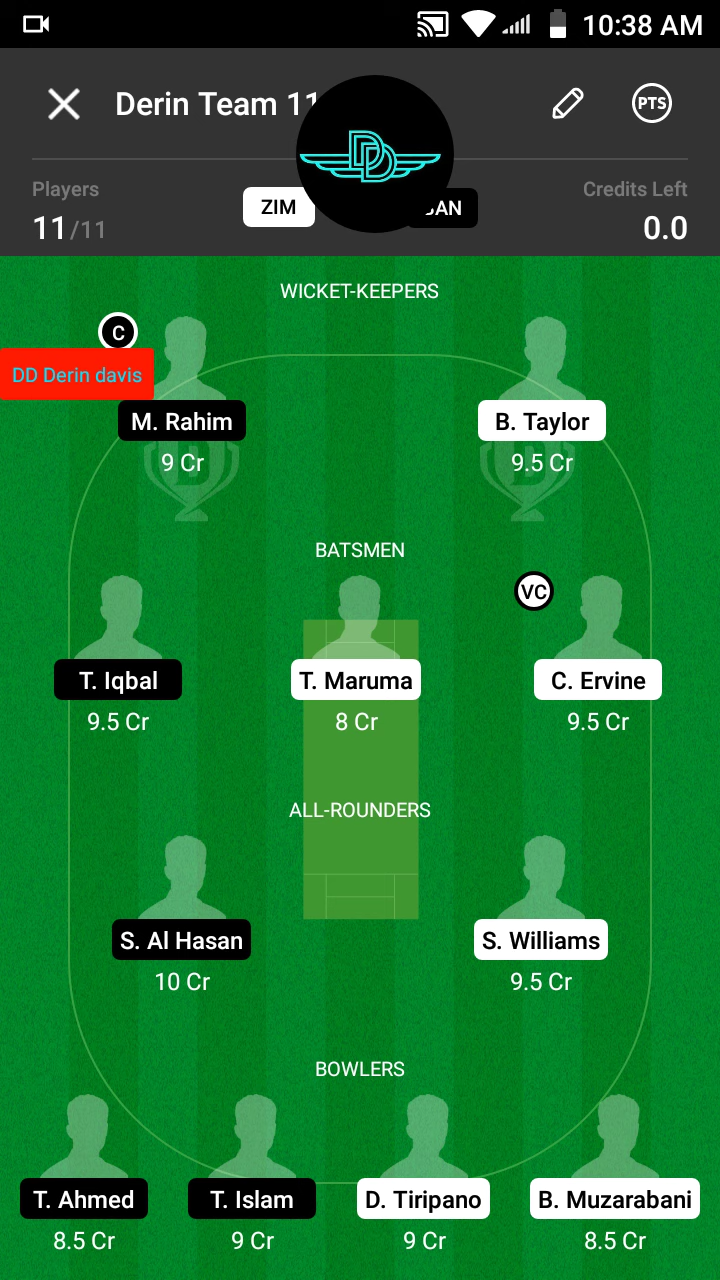 10:38 AM
Derin Team 11
PTS
Players
Credits Left
11/11
ZIM
BAN
0.0
WICKET-KEEPERS
C
DD Derin davis
M. Rahim
B. Taylor
9 Cr
9.5 Cr
BATSMEN
VC
T. Iqbal
T. Maruma
C. Ervine
9.5 Cr
8 Cr
9.5 Cr
ALL-ROUNDERS
S. Al Hasan
S. Williams
10 Cr
9.5 Cr
BOWLERS
T. Ahmed
T. Islam
D. Tiripano
B. Muzarabani
8.5 Cr
9 Cr
9 Cr
8.5 Cr